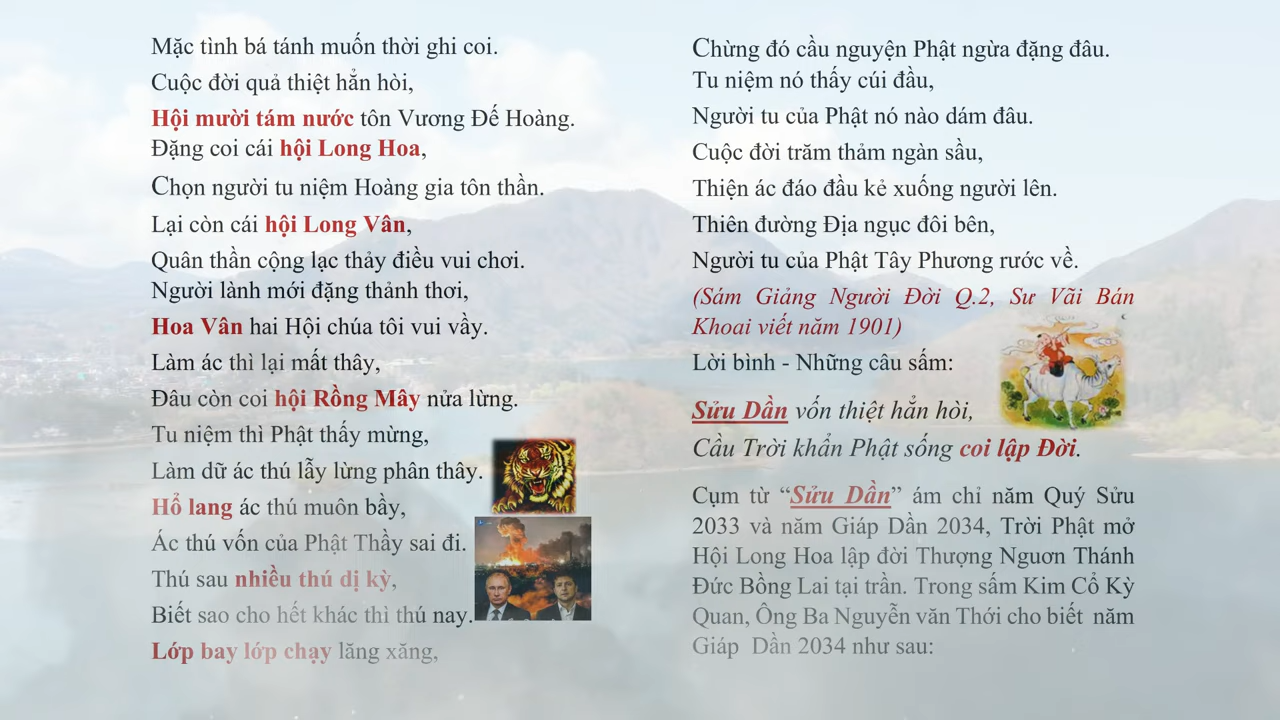 Mặc tình bá tánh muốn thời ghi coi.
Cuộc đời quả thiệt hẳn hòi,
Hội mười tám nước tôn Vương Đế Hoàng.
Đặng coi cái hội Long Hoa,
Chọn người tu niệm Hoàng gia tôn thần.
Lại còn cái hội Long Vân,
Quân thần cộng lạc thảy điều vui chơi.
Người lành mới đặng thảnh thơi,
Hoa Vân hai Hội chúa tôi vui vầy.
Làm ác thì lại mất thây,
Đâu còn coi hội Rồng Mây nửa lừng.
Tu niệm thì Phật thấy mừng,
Làm dữ ác thú lẫy lừng phân thây.
Hổ lang ác thú muôn bầy,
Ác thú vốn của Phật Thầy sai đi.
Thú sau nhiều thú dị kỳ,
Biết sao cho hết khác thì thú nay.
Lớp bay lớp chạy lăng xăng,
Chừng đó cầu nguyện Phật ngừa đặng đâu.
Tu niệm nó thấy cúi đầu,
Người tu của Phật nó nào dám đâu.
Cuộc đời trăm thảm ngàn sầu,
Thiện ác đáo đầu kẻ xuống người lên.
Thiên đường Địa ngục đôi bên,
Người tu của Phật Tây Phương rước về.
(Sám Giảng Người Đời Q.2, Sư Vãi Bán
Khoai viết năm 1901)
Lời bình - Những câu sấm:
Sửu Dần vốn thiệt hẳn hòi,
Cầu Trời khẩn Phật sống coi lập Đời.
Cụm từ “Sửu Dần” ám chỉ năm Quý Sửu
2033 và năm Giáp Dần 2034, Trời Phật mở
Hội Long Hoa lập đời Thượng Nguơn Thánh
Đức Bồng Lai tại trần. Trong sấm Kim Cổ Kỳ
Quan, Ông Ba Nguyễn văn Thới cho biết năm
Giáp Dần 2034 như sau: